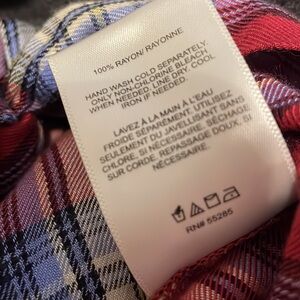 100% RAYON/ RAYONNE
HAND WASH COLD SEPARATELY.
ONLY NON-CHLORINE BLEACH
WHEN NEEDED. LINE DRY. COOL
IRON IF NEEDED.
LAVEZ À LA MAIN À L'EAU
FROIDE SÉPARÉMENT. UTILISEZ
SEULEMENT DU JAVELLISANT SANS
CHLORE, SI NÉCESSAIRE. SÉCHEZ
SUR CORDE. REPASSAGE DOUX, SI
NÉCESSAIRE.
RN# 55285